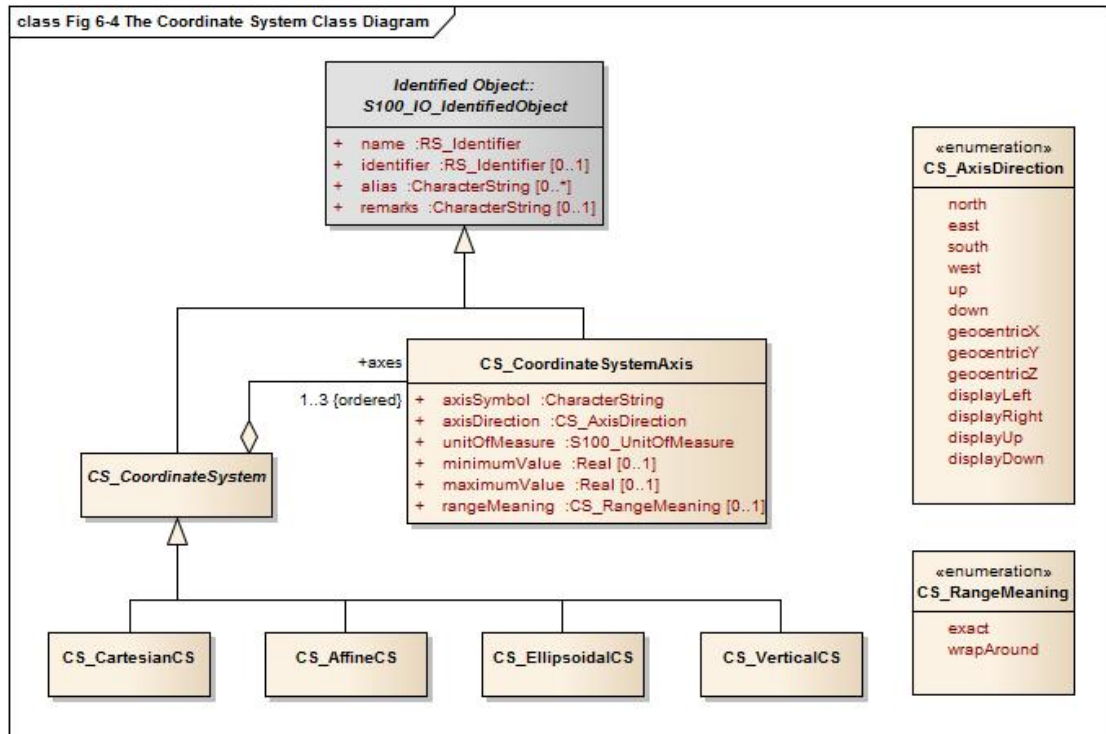 class Fig 6-4 The Coordinate System Class Diagram
Identified Object::
S100_IO_IdentifiedObject
+ name :RS_Identifier
+ identifier :RS_Identifier [0..1]
+ alias :CharacterString [0..*]
+ remarks :CharacterString [0..1]
«enumeration»
CS_AxisDirection
north
east
south
west
up
down
geocentricX
geocentricY
geocentricZ
displayLeft
displayRight
displayUp
displayDown
+axes
1..3 {ordered}
CS_CoordinateSystemAxis
+ axisSymbol :CharacterString
+ axisDirection :CS_AxisDirection
+ unitOfMeasure :S100_UnitOfMeasure
+ minimumValue :Real [0..1]
+ maximumValue :Real [0..1]
+ rangeMeaning :CS_RangeMeaning [0..1]
CS_CoordinateSystem
«enumeration»
CS_RangeMeaning
exact
wrapAround
CS_CartesianCS
CS_AffineCS
CS_EllipsoidalCS
CS_VerticalCS